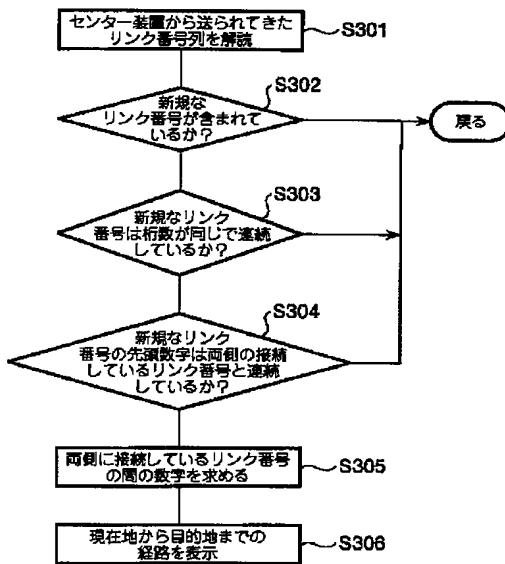 センター装置から送られてきた
リンク番号列を解読
S301
新規な
リンク番号が含まれて
いるか？
S302
戻る
新規なリンク
番号は桁数が同じで連続
しているか？
S303
新規なリンク
番号の先頭数字は両側の接続
しているリンク番号と連続
しているか？
S304
両側に接続しているリンク番号
の間の数字を求める
S305
現在地から目的地までの
経路を表示
S306